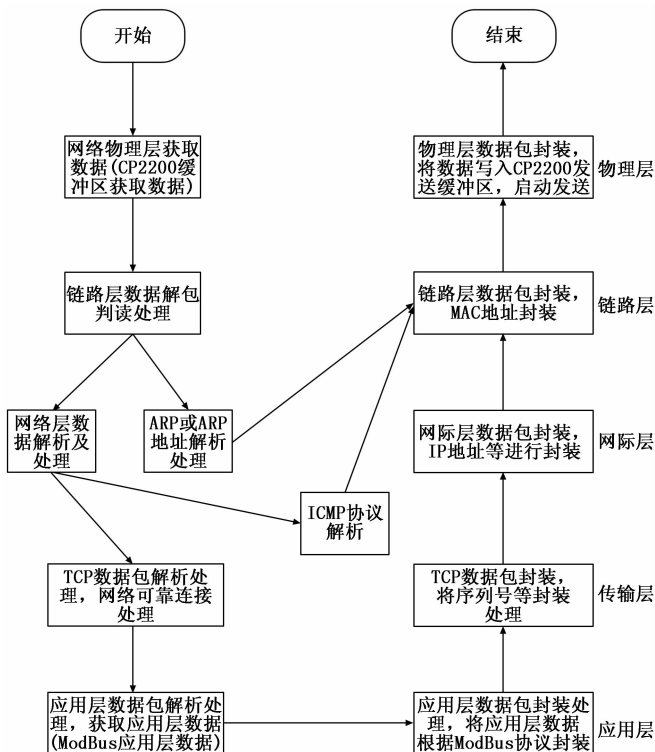 开始
结束
网络物理层获取
数据(CP2200缓
冲区获取数据)
物理层数据包封装，
将数据写入CP2200发
送缓冲区，启动发送
物理层
链路层数据解包
判读处理
链路层数据包封装，
MAC地址封装
链路层
网络层数
据解析及
处理
ARP或ARP
地址解析
处理
网际层数据包封装，
IP地址等进行封装
网际层
ICMP协议
解析
TCP数据包解析处
理，网络可靠连接
处理
TCP数据包封装，
将序列号等封装
处理
传输层
应用层数据包解析处
理，获取应用层数据
(ModBus应用层数据)
应用层数据包封装处
理，将应用层数据
根据ModBus协议封装
应用层